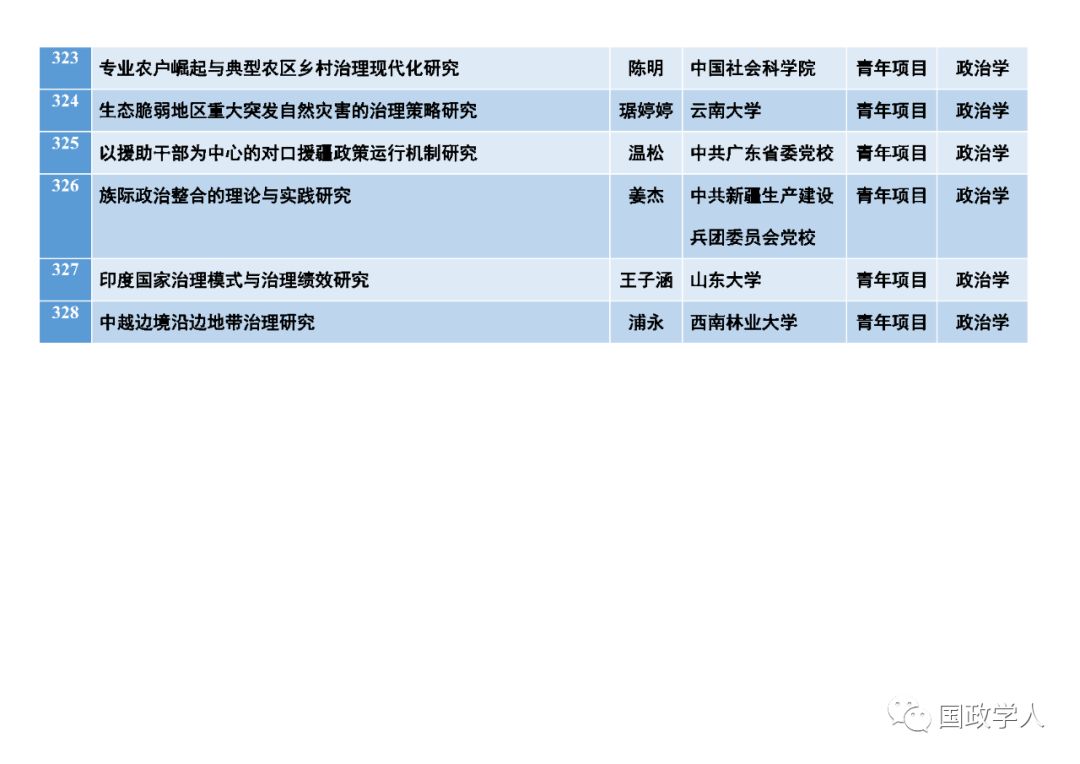 323 专业农户崛起与典型农区乡村治理现代化研究 陈明 中国社会科学院 青年项目 政治学
324 生态脆弱地区重大突发自然灾害的治理策略研究 琚婷婷 云南大学 青年项目 政治学
325 以援助干部为中心的对口援疆政策运行机制研究 温松 中共广东省委党校 青年项目 政治学
326 族际政治整合的理论与实践研究 姜杰 中共新疆生产建设 青年项目 政治学
兵团委员会党校
327 印度国家治理模式与治理绩效研究 王子涵 山东大学 青年项目 政治学
328 中越边境沿边地带治理研究 浦永 西南林业大学 青年项目 政治学
国政学人